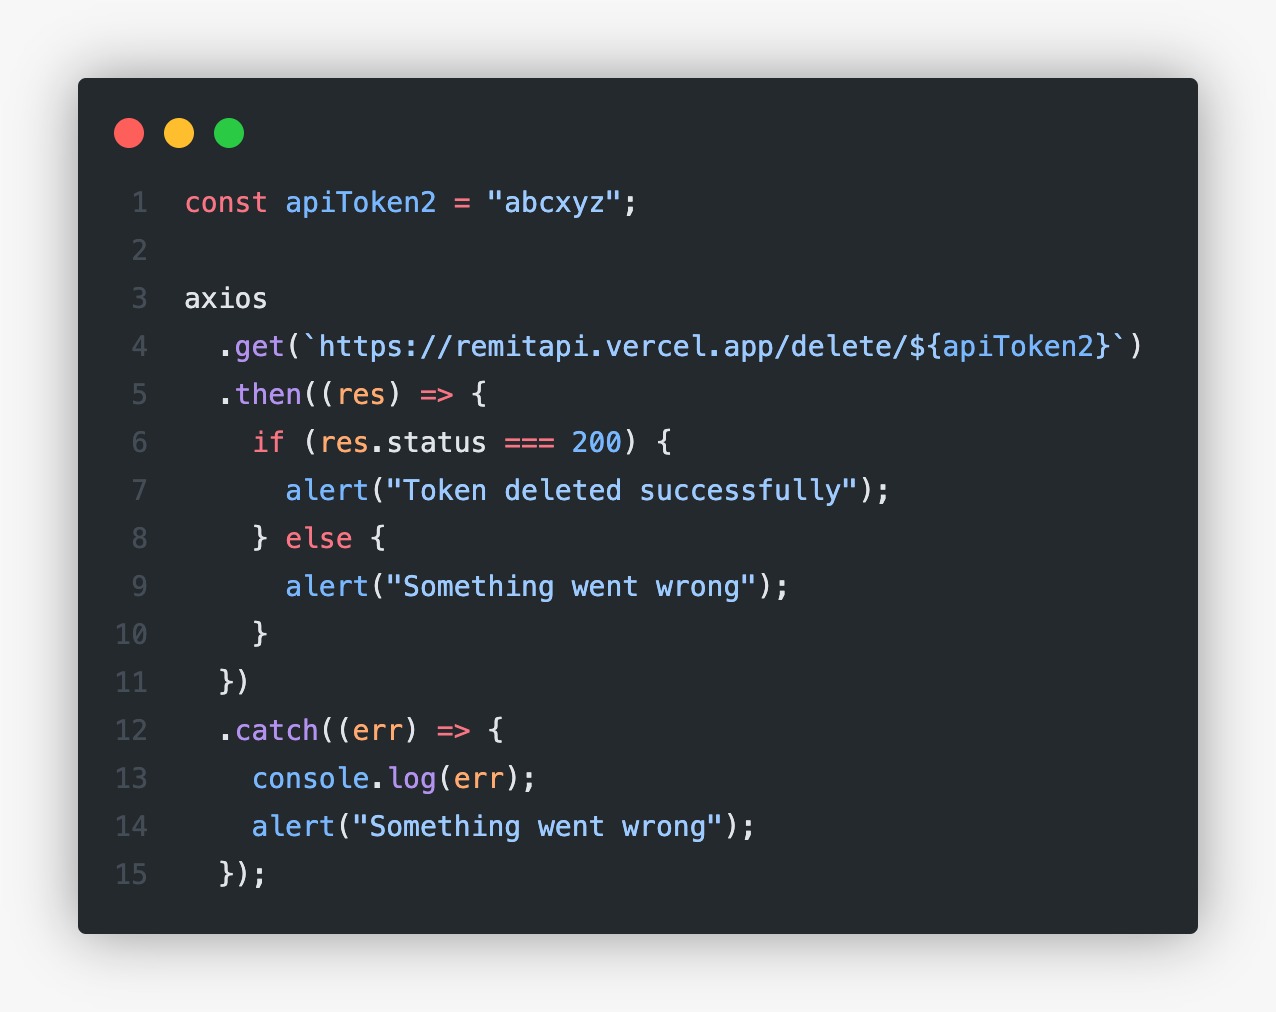 1 const apiToken2 = "abcxyz";
2
3 axios
4   .get(`https://remitapi.vercel.app/delete/${apiToken2}`)
5   .then((res) => {
6     if (res.status === 200) {
7       alert("Token deleted successfully");
8     } else {
9       alert("Something went wrong");
10     }
11   })
12   .catch((err) => {
13     console.log(err);
14     alert("Something went wrong");
15   });